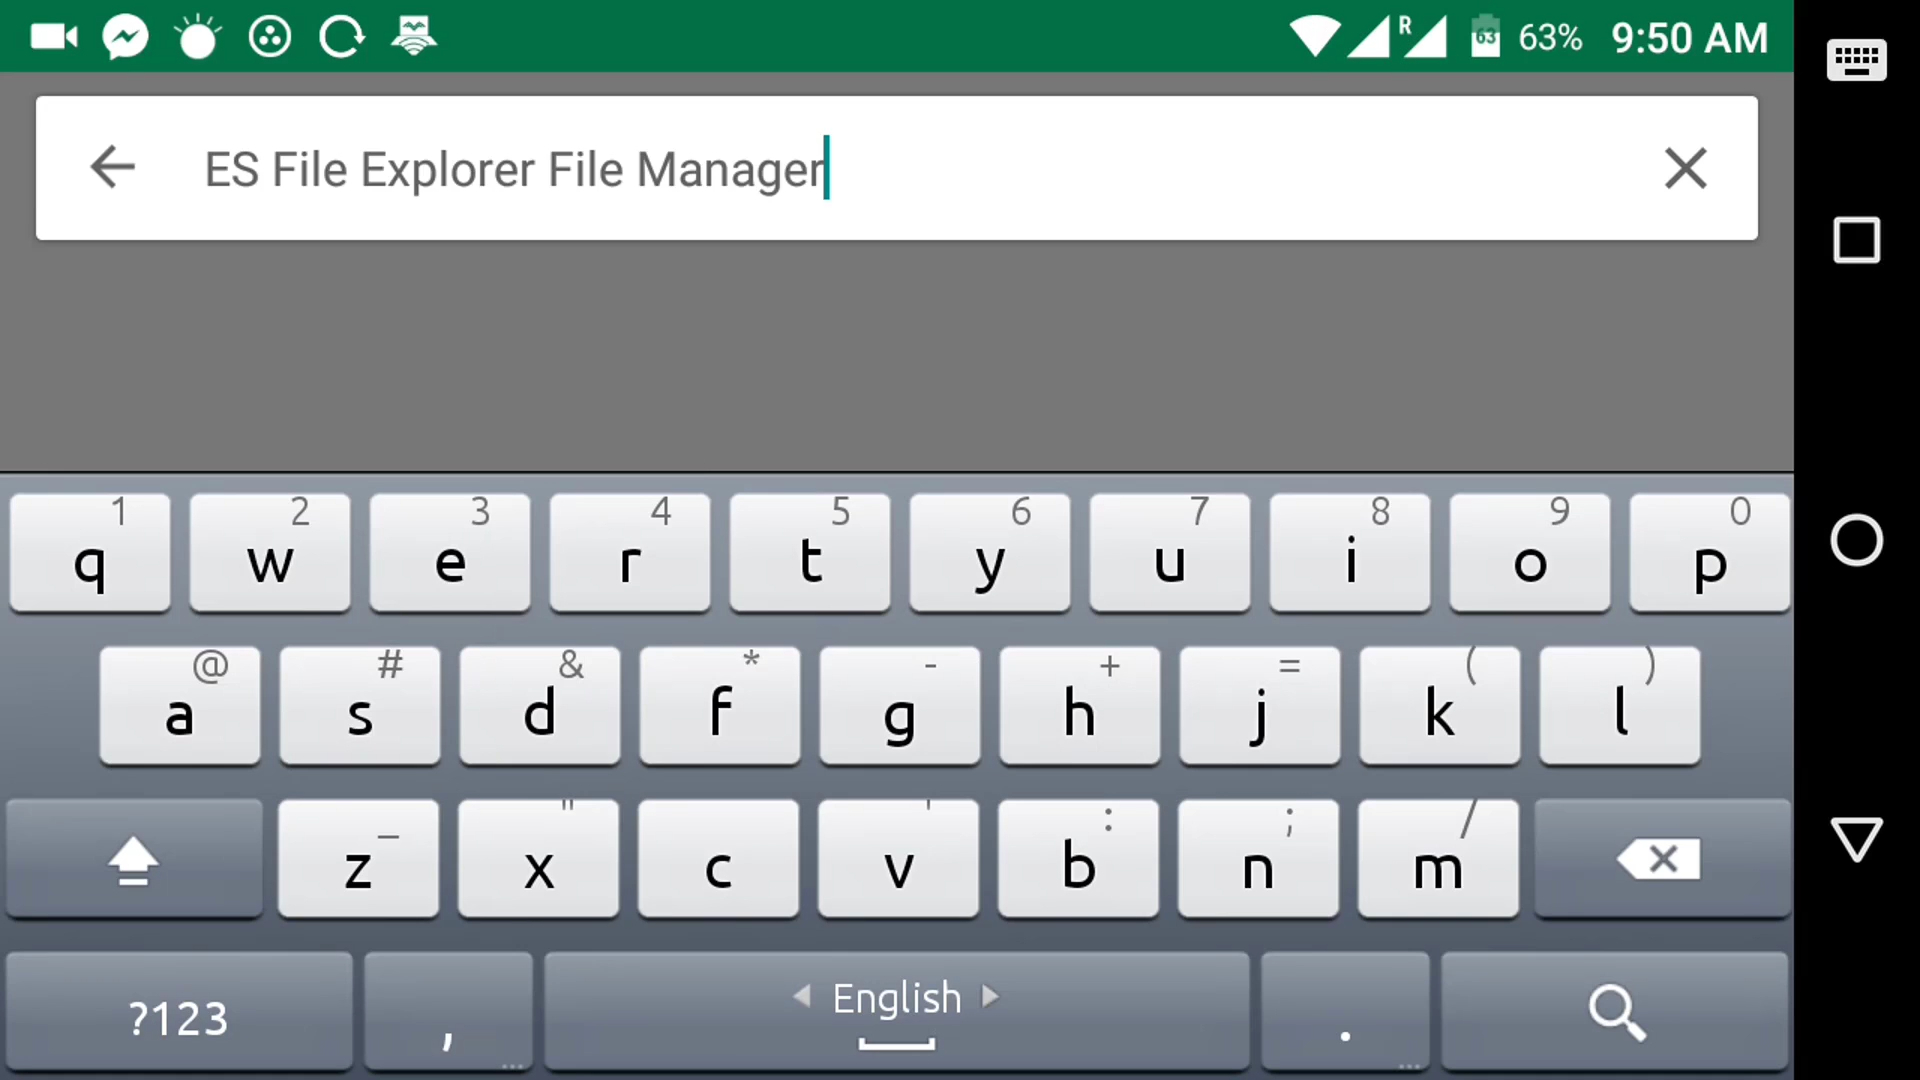 R 63 63% 9:50 AM
ES File Explorer File Manager
1 2 3 4 5 6 7 8 9 0
q w e r t y u i o p
@ # & * - + = ( )
a s d f g h j k l
_ " ' : ; /
z x c v b n m
?123 , English .